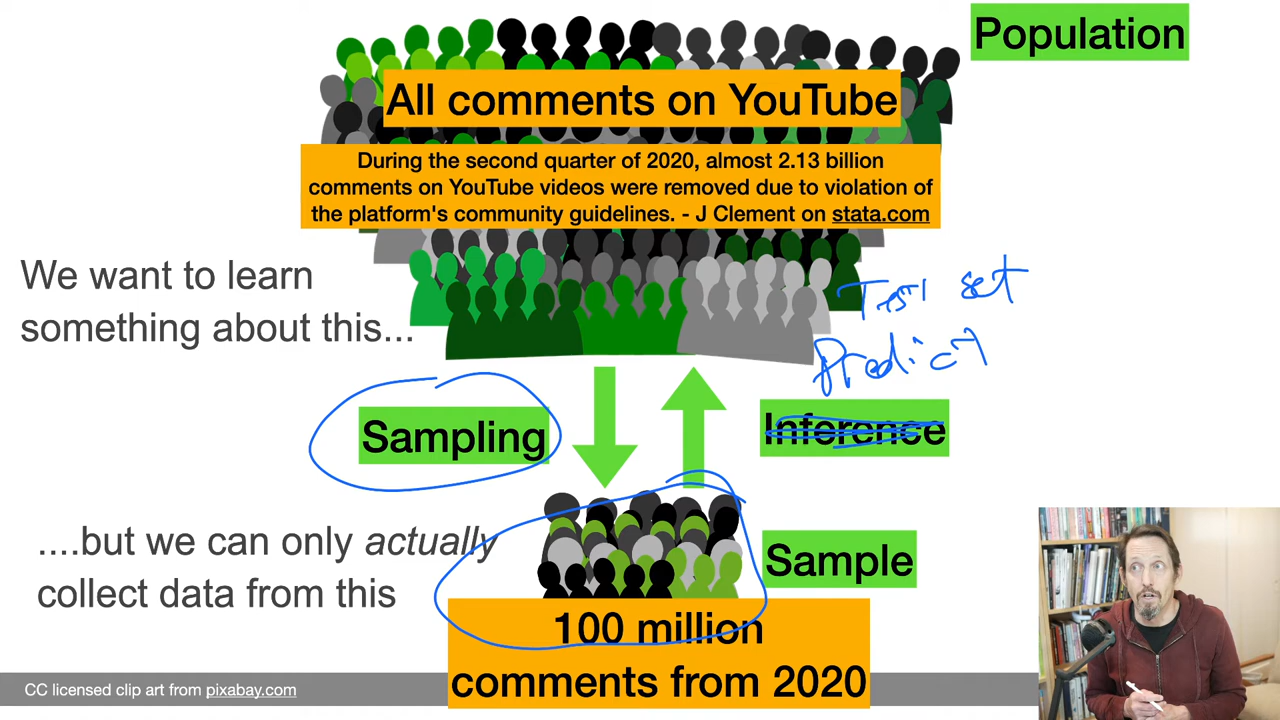 Population
All comments on YouTube
During the second quarter of 2020, almost 2.13 billion
comments on YouTube videos were removed due to violation of
the platform's community guidelines. - J Clement on stata.com
We want to learn
something about this...
Test set
Predict
Sampling
Inference
....but we can only actually
collect data from this
Sample
100 million
comments from 2020
CC licensed clip art from pixabay.com